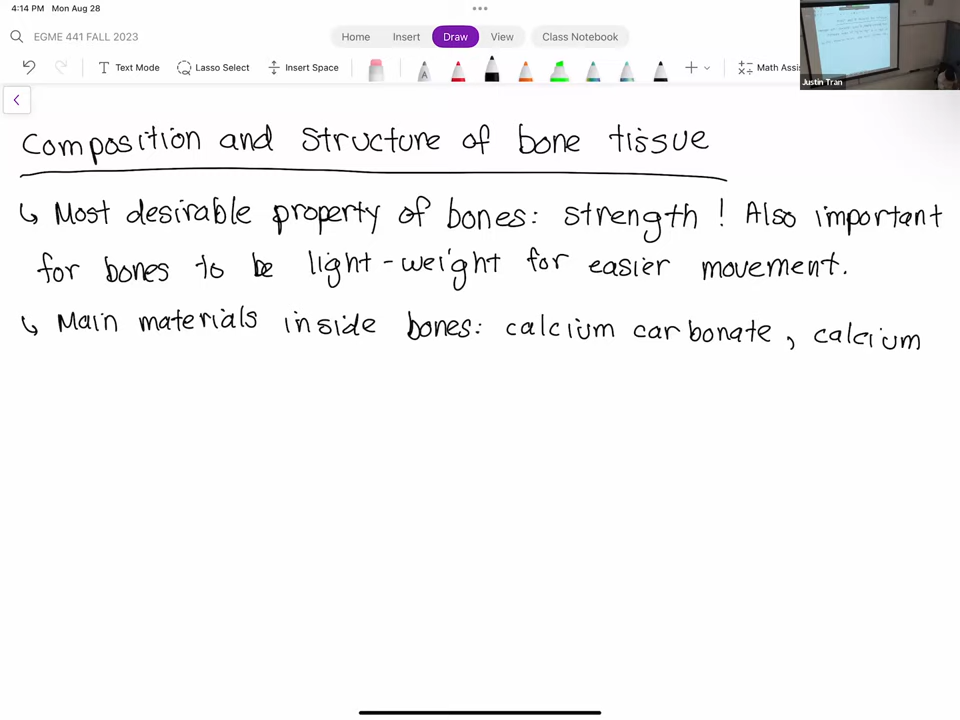 4:14 PM Mon Aug 28
EGME 441 FALL 2023
Home Insert Draw View Class Notebook
Text Mode Lasso Select Insert Space Math Assis
Justin Tran
Composition and structure of bone tissue
↳ Most desirable property of bones: strength! Also important
for bones to be light-weight for easier movement.
↳ Main materials inside bones: calcium carbonate, calcium